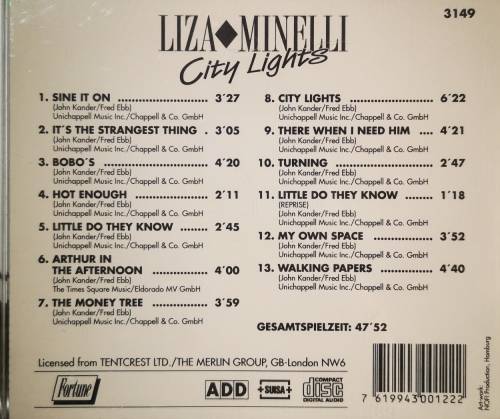 3149
LIZA◆MINELLI
City Lights
1. SINE IT ON .................... 3´27
(John Kander/Fred Ebb)
Unichappell Music Inc./Chappell & Co. GmbH
2. IT´S THE STRANGEST THING . 3´05
(John Kander/Fred Ebb)
Unichappell Music Inc./Chappell & Co. GmbH
3. BOBO´S ........................ 4´20
(John Kander/Fred Ebb)
Unichappell Music Inc./Chappell & Co. GmbH
4. HOT ENOUGH ................. 2´11
(John Kander/Fred Ebb)
Unichappell Music Inc./Chappell & Co. GmbH
5. LITTLE DO THEY KNOW ....... 2´45
(John Kander/Fred Ebb)
Unichappell Music Inc./Chappell & Co. GmbH
6. ARTHUR IN
THE AFTERNOON ............. 4´00
(John Kander/Fred Ebb)
The Times Square Music/Eldorado MV GmbH
7. THE MONEY TREE ............. 3´59
(John Kander/Fred Ebb)
Unichappell Music Inc./Chappell & Co. GmbH
8. CITY LIGHTS ................... 6´22
(John Kander/Fred Ebb)
Unichappell Music Inc./Chappell & Co. GmbH
9. THERE WHEN I NEED HIM .... 4´21
(John Kander/Fred Ebb)
Unichappell Music Inc./Chappell & Co. GmbH
10. TURNING ...................... 2´47
(John Kander/Fred Ebb)
Unichappell Music Inc./Chappell & Co. GmbH
11. LITTLE DO THEY KNOW ....... 1´18
(REPRISE)
(John Kander/Fred Ebb)
Unichappell Music Inc./Chappell & Co. GmbH
12. MY OWN SPACE ............... 3´52
(John Kander/Fred Ebb)
Unichappell Music Inc./Chappell & Co. GmbH
13. WALKING PAPERS ............. 4´40
(John Kander/Fred Ebb)
Unichappell Music Inc./Chappell & Co. GmbH
GESAMTSPIELZEIT: 47´52
Licensed from TENTCREST LTD./THE MERLIN GROUP, GB-London NW6
Fortune
ADD
+SUISA+
COMPACT
disc
DIGITAL AUDIO
7 619943 001222
Art-work:
NOFI Production, Hamburg